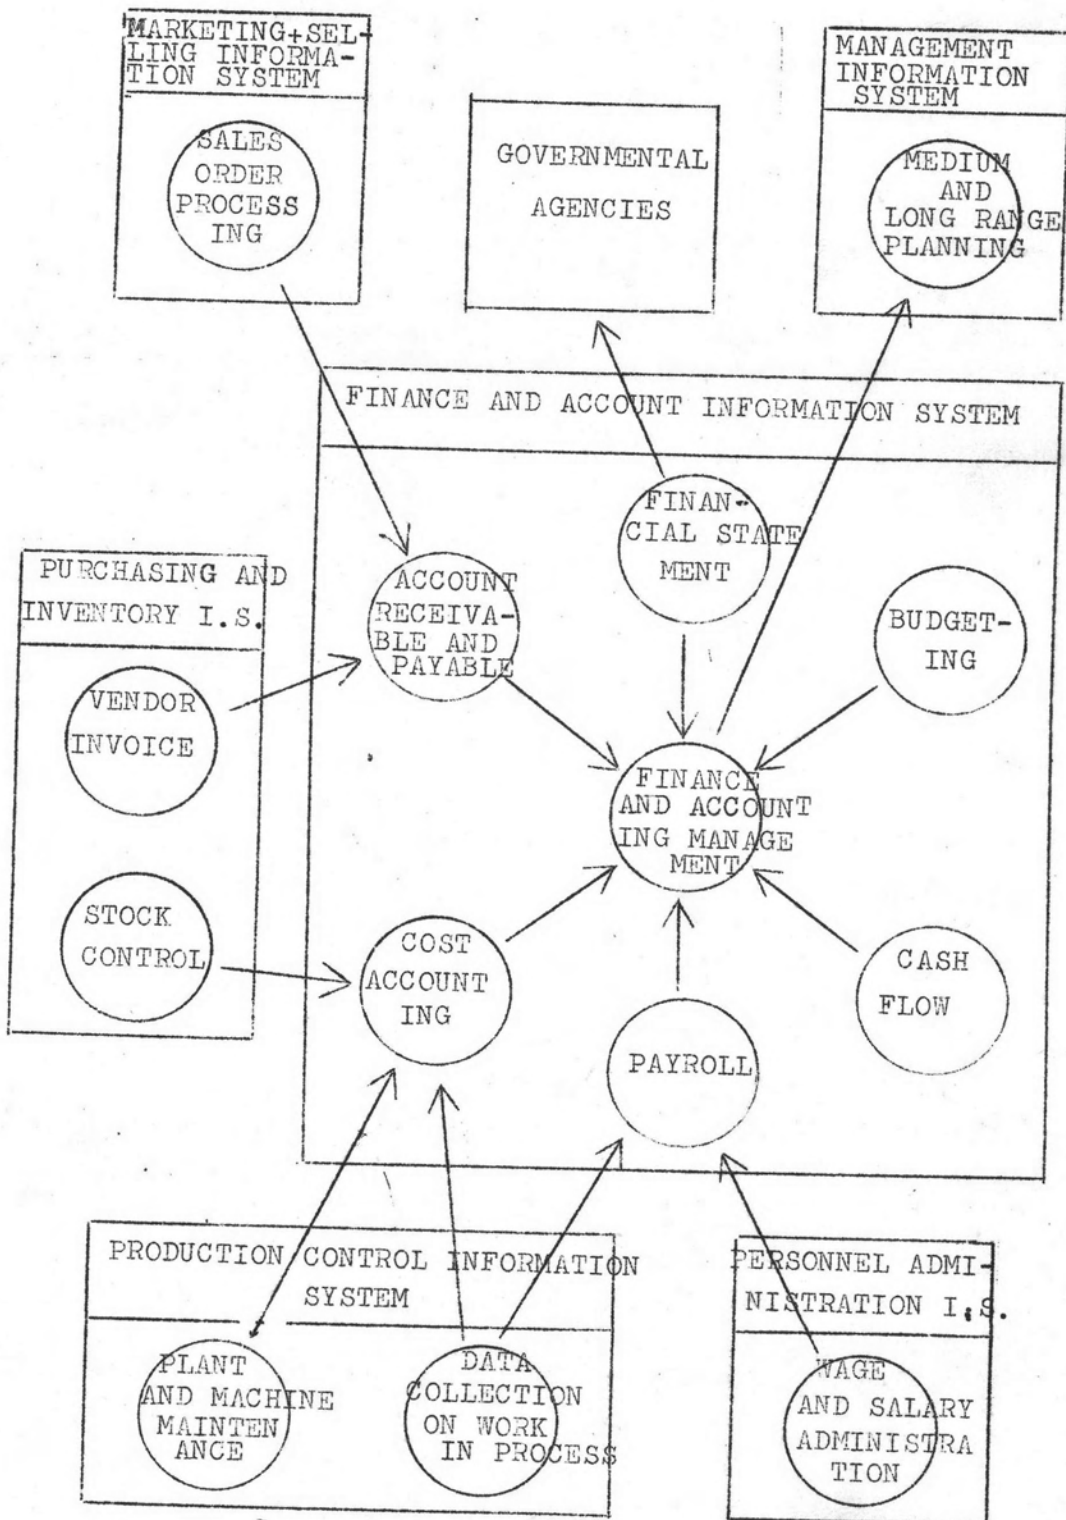 MARKETING+SEL-
LING INFORMA-
TION SYSTEM
SALES
ORDER
PROCESS
ING
GOVERNMENTAL
AGENCIES
MANAGEMENT
INFORMATION
SYSTEM
MEDIUM
AND
LONG RANGE
PLANNING
FINANCE AND ACCOUNT INFORMATION SYSTEM
FINAN-
CIAL STATE
MENT
PURCHASING AND
INVENTORY I.S.
ACCOUNT
RECEIVA-
BLE AND
PAYABLE
BUDGET-
ING
VENDOR
INVOICE
FINANCE
AND ACCOUNT
ING MANAGE
MENT
STOCK
CONTROL
COST
ACCOUNT
ING
CASH
FLOW
PAYROLL
PRODUCTION CONTROL INFORMATION
SYSTEM
PLANT
AND MACHINE
MAINTEN
ANCE
DATA
COLLECTION
ON WORK
IN PROCESS
PERSONNEL ADMI-
NISTRATION I.S.
WAGE
AND SALARY
ADMINISTRA
TION